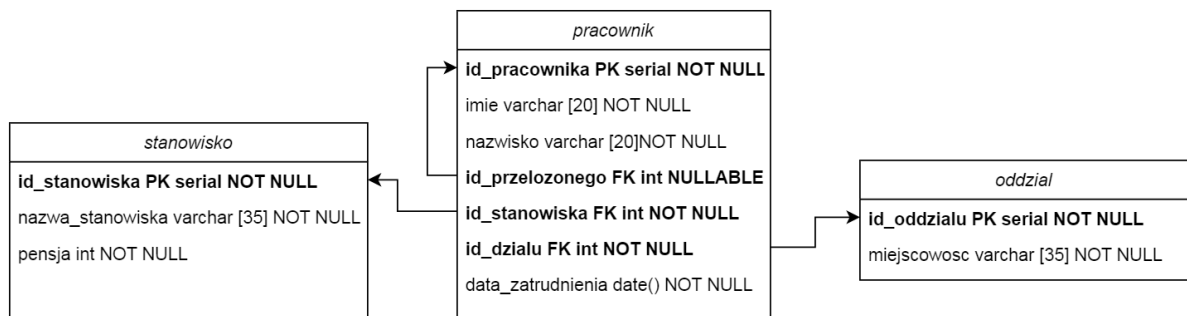 stanowisko
id_stanowiska PK serial NOT NULL
nazwa_stanowiska varchar [35] NOT NULL
pensja int NOT NULL
pracownik
id_pracownika PK serial NOT NULL
imie varchar [20] NOT NULL
nazwisko varchar [20]NOT NULL
id_przelozonego FK int NULLABLE
id_stanowiska FK int NOT NULL
id_dzialu FK int NOT NULL
data_zatrudnienia date() NOT NULL
oddzial
id_oddzialu PK serial NOT NULL
miejscowosc varchar [35] NOT NULL